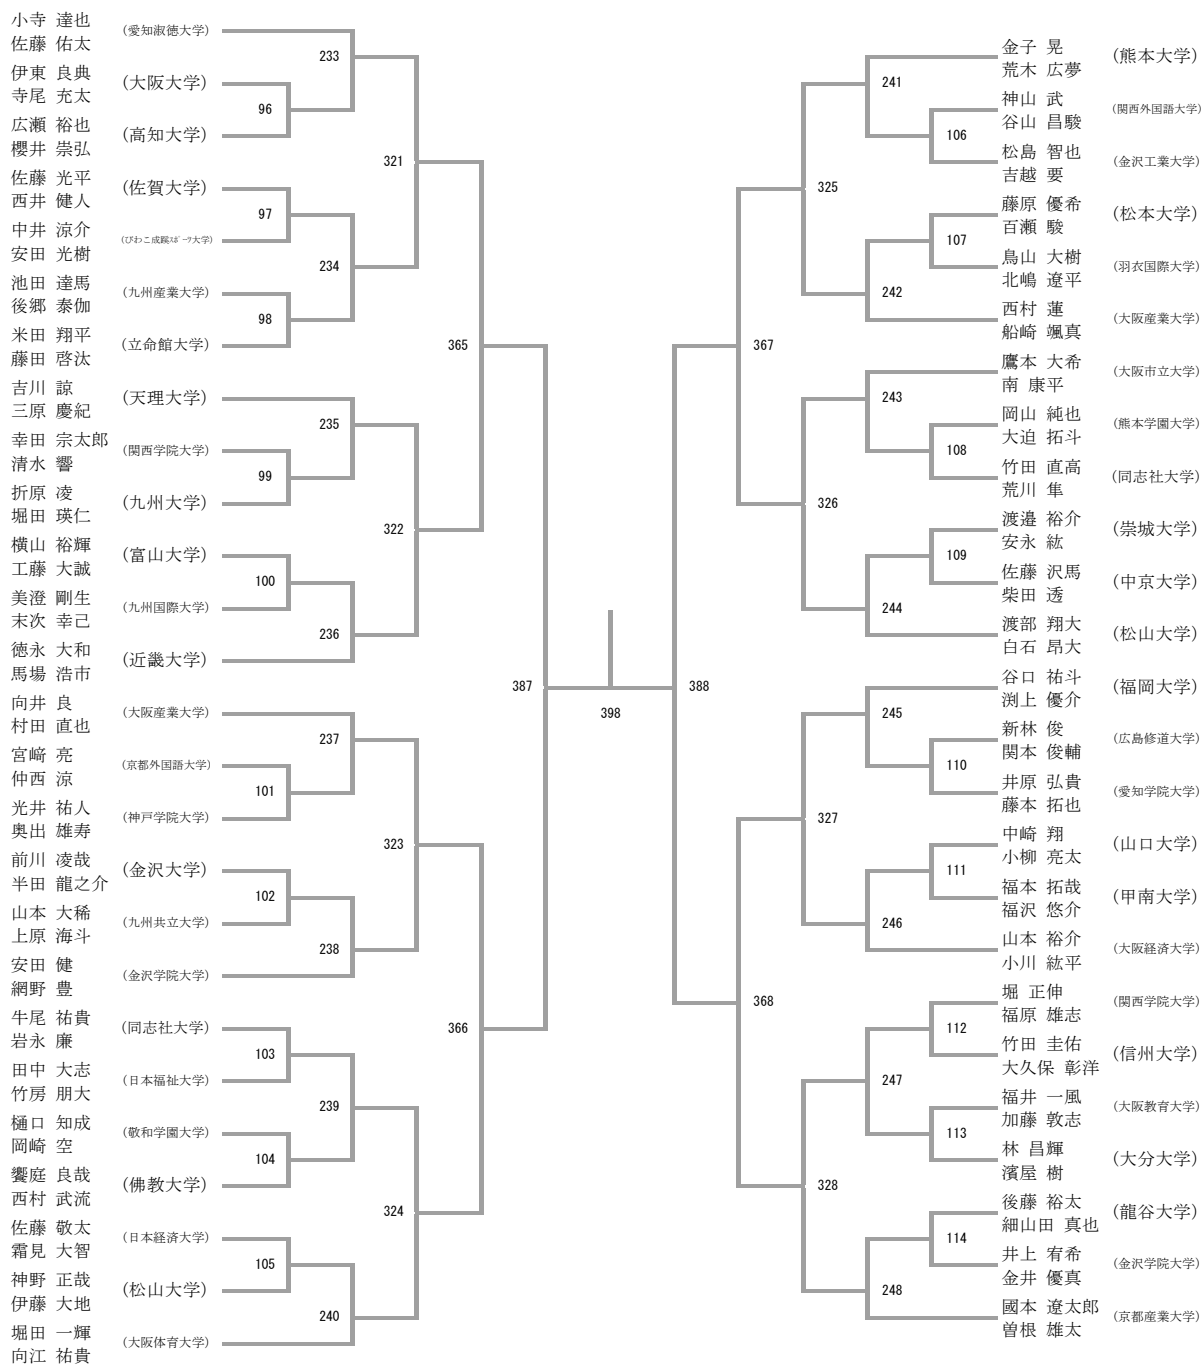 小寺 達也
佐藤 佑太
(愛知淑徳大学)
伊東 良典
寺尾 充太
(大阪大学)
広瀬 裕也
櫻井 崇弘
(高知大学)
佐藤 光平
西井 健人
(佐賀大学)
中井 涼介
安田 光樹
(びわこ成蹊ｽﾎﾟｰﾂ大学)
池田 達馬
後郷 泰伽
(九州産業大学)
米田 翔平
藤田 啓汰
(立命館大学)
吉川 諒
三原 慶紀
(天理大学)
幸田 宗太郎
清水 響
(関西学院大学)
折原 凌
堀田 瑛仁
(九州大学)
横山 裕輝
工藤 大誠
(富山大学)
美澄 剛生
末次 幸己
(九州国際大学)
徳永 大和
馬場 浩市
(近畿大学)
向井 良
村田 直也
(大阪産業大学)
宮﨑 亮
仲西 涼
(京都外国語大学)
光井 祐人
奥出 雄寿
(神戸学院大学)
前川 凌哉
半田 龍之介
(金沢大学)
山本 大稀
上原 海斗
(九州共立大学)
安田 健
網野 豊
(金沢学院大学)
牛尾 祐貴
岩永 廉
(同志社大学)
田中 大志
竹房 朋大
(日本福祉大学)
樋口 知成
岡崎 空
(敬和学園大学)
饗庭 良哉
西村 武流
(佛教大学)
佐藤 敬太
霜見 大智
(日本経済大学)
神野 正哉
伊藤 大地
(松山大学)
堀田 一輝
向江 祐貴
(大阪体育大学)
96
97
98
99
100
101
102
103
104
105
233
234
235
236
237
238
239
240
321
322
323
324
365
366
387
398
388
367
368
325
326
327
328
241
242
243
244
245
246
247
248
106
107
108
109
110
111
112
113
114
金子 晃
荒木 広夢
(熊本大学)
神山 武
谷山 昌駿
(関西外国語大学)
松島 智也
吉越 要
(金沢工業大学)
藤原 優希
百瀬 駿
(松本大学)
鳥山 大樹
北嶋 遼平
(羽衣国際大学)
西村 蓮
船崎 颯真
(大阪産業大学)
鷹本 大希
南 康平
(大阪市立大学)
岡山 純也
大迫 拓斗
(熊本学園大学)
竹田 直高
荒川 隼
(同志社大学)
渡邉 裕介
安永 紘
(崇城大学)
佐藤 沢馬
柴田 透
(中京大学)
渡部 翔大
白石 昂大
(松山大学)
谷口 祐斗
渕上 優介
(福岡大学)
新林 俊
関本 俊輔
(広島修道大学)
井原 弘貴
藤本 拓也
(愛知学院大学)
中崎 翔
小柳 亮太
(山口大学)
福本 拓哉
福沢 悠介
(甲南大学)
山本 裕介
小川 紘平
(大阪経済大学)
堀 正伸
福原 雄志
(関西学院大学)
竹田 圭佑
大久保 彰洋
(信州大学)
福井 一風
加藤 敦志
(大阪教育大学)
林 昌輝
濱屋 樹
(大分大学)
後藤 裕太
細山田 真也
(龍谷大学)
井上 宥希
金井 優真
(金沢学院大学)
國本 遼太郎
曽根 雄太
(京都産業大学)